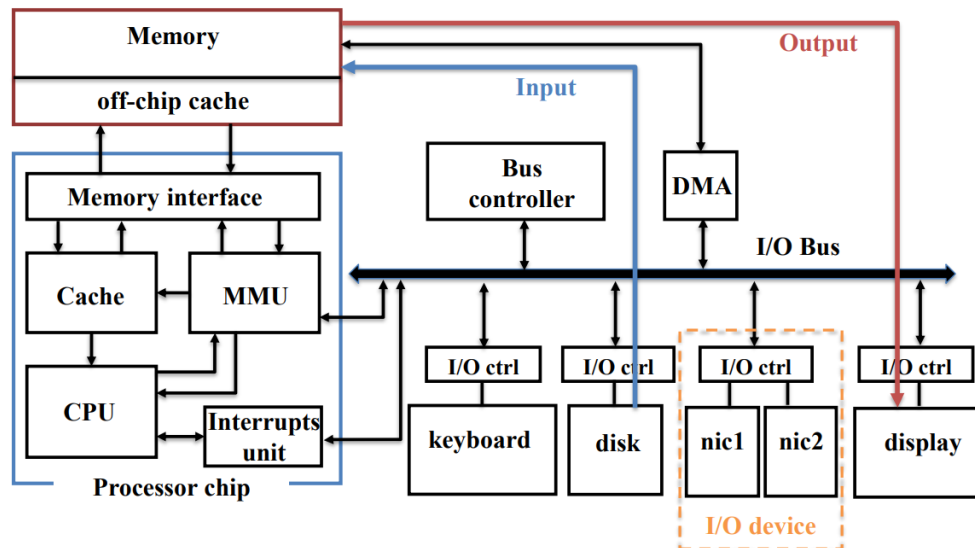 Memory
off-chip cache
Output
Input
Bus
controller
DMA
Memory interface
I/O Bus
Cache
MMU
CPU
Interrupts
unit
Processor chip
I/O ctrl
I/O ctrl
I/O ctrl
I/O ctrl
keyboard
disk
nic1
nic2
display
I/O device